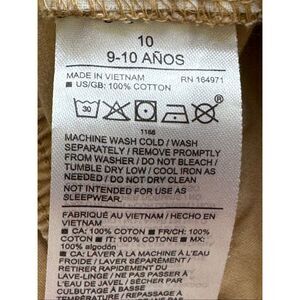 10
9-10 AÑOS
MADE IN VIETNAM RN 164971
■ US/GB: 100% COTTON
30
1166
MACHINE WASH COLD / WASH
SEPARATELY / REMOVE PROMPTLY
FROM WASHER / DO NOT BLEACH /
TUMBLE DRY LOW / COOL IRON AS
NEEDED / DO NOT DRY CLEAN
NOT INTENDED FOR USE AS
SLEEPWEAR.
FABRIQUÉ AU VIETNAM / HECHO EN
VIETNAM
■ CA: 100% COTON ■ FR/CH: 100%
COTON ■ IT: 100% COTONE ■ MX:
100% algodón
■ CA: LAVER À LA MACHINE À L'EAU
FROIDE / LAVER SÉPARÉMENT /
RETIRER RAPIDEMENT DU
LAVE-LINGE / NE PAS PASSER À
L'EAU DE JAVEL / SÉCHER PAR
CULBUTAGE À BASSE
TEMPÉRATURE / REPASSAGE À